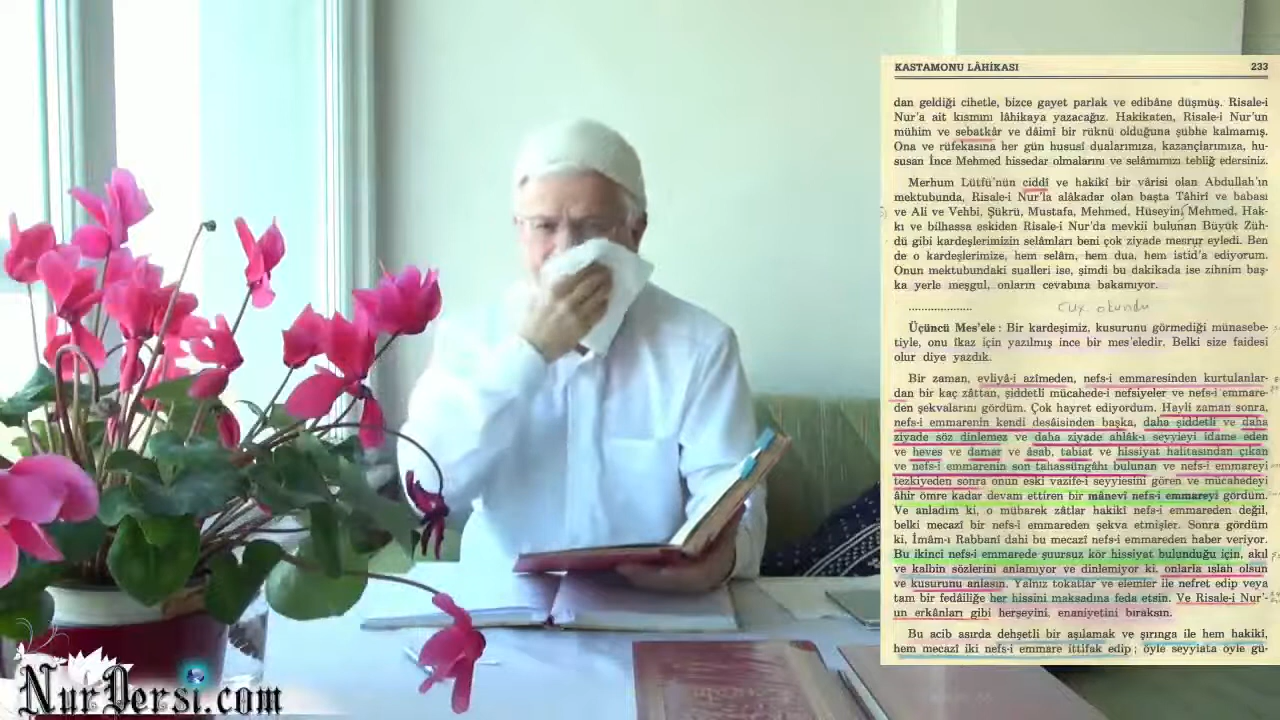 KASTAMONU LÂHİKASI 233
dan geldiği cihetle, bizce gayet parlak ve edibâne düşmüş. Risale-i
Nur'a ait kısmını lâhikaya yazacağız. Hakikaten, Risale-i Nur'un
mühim ve sebatkâr ve dâimî bir rüknü olduğuna şübhe kalmamış.
Ona ve rüfekasına her gün hususî dualarımıza, kazançlarımıza, hu-
susan İnce Mehmed hissedar olmalarını ve selâmımızı tebliğ edersiniz.
Merhum Lütfü'nün ciddî ve hakikî bir vârisi olan Abdullah'ın
mektubunda, Risale-i Nur'la alâkadar olan başta Tâhirî ve babası
ve Ali ve Vehbi, Şükrü, Mustafa, Mehmed, Hüseyin, Mehmed, Hak-
kı ve bilhassa eskiden Risale-i Nur'da mevkii bulunan Büyük Züh-
dü gibi kardeşlerimizin selâmları beni çok ziyade mesrur eyledi. Ben
de o kardeşlerimize, hem selâm, hem dua, hem istid'a ediyorum.
Onun mektubundaki sualleri ise, şimdi bu dakikada ise zihnim baş-
ka yerle meşgul, onların cevabına bakamıyor.
...................
okundu
Üçüncü Mes'ele : Bir kardeşimiz, kusurunu görmediği münasebe-
tiyle, onu ikaz için yazılmış ince bir mes'eledir. Belki size faidesi
olur diye yazdık.
Bir zaman, evliyâ-i azîmeden, nefs-i emmaresinden kurtulanlar-
dan bir kaç zâttan, şiddetli mücahede-i nefsiyeler ve nefs-i emmare-
den şekvalarını gördüm. Çok hayret ediyordum. Hayli zaman sonra,
nefs-i emmarenin kendi desâisinden başka, daha şiddetli ve daha
ziyade söz dinlemez ve daha ziyade ahlâk-ı seyyieyi idame eden
ve heves ve damar ve âsab, tabiat ve hissiyat halitasından çıkan
ve nefs-i emmarenin son tahassüngâhı bulunan ve nefs-i emmareyi
tezkiyeden sonra onun eski vazife-i seyyiesini gören ve mücahedeyi
âhir ömre kadar devam ettiren bir mânevî nefs-i emmareyi gördüm.
Ve anladım ki, o mübarek zâtlar hakikî nefs-i emmareden değil,
belki mecazî bir nefs-i emmareden şekva etmişler. Sonra gördüm
ki, İmâm-ı Rabbanî dahi bu mecazî nefs-i emmareden haber veriyor.
Bu ikinci nefs-i emmarede şuursuz kör hissiyat bulunduğu için, akıl
ve kalbin sözlerini anlamıyor ve dinlemiyor ki, onlarla ıslah olsun
ve kusurunu anlasın. Yalnız tokatlar ve elemler ile nefret edip veya
tam bir fedailiğe her hissini maksadına feda etsin. Ve Risale-i Nur'-
un erkânları gibi herşeyini, enaniyetini bıraksın.
Bu acib asırda dehşetli bir aşılamak ve şırınga ile hem hakikî,
hem mecazî iki nefs-i emmare ittifak edip; öyle seyyiata öyle gü-
NurDersi.com